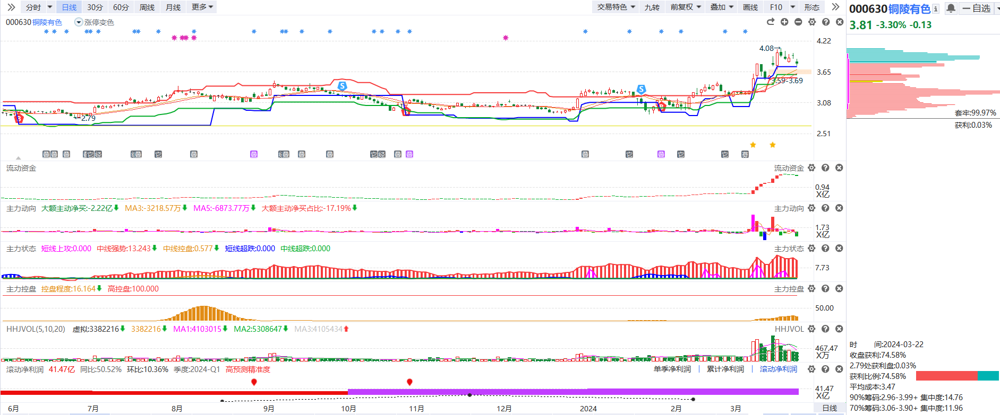 分时 日线 30分 60分 周线 月线 更多 交易特色 九转 前复权 叠加 画线 F10 形态
000630铜陵有色 i 自选
000630铜陵有色 涨停变色
3.81 -3.30% -0.13
4.22
4.08
3.65
3.59-3.69
S
S
3.08
2.79
套牢:99.97%
获利:0.03%
2.51
流动资金 流动资金
0.94
X亿
主力动向 大额主动净买:-2.22亿 MA3:-3218.57万 MA5:-6873.77万 大额主动净买占比:-17.19% 主力动向
1.73
X亿
主力状态 短线上攻:0.000 中线强势:13.243 中线控盘:0.577 短线超跌:0.000 中线超跌:0.000 主力状态
7.73
主力控盘 控盘程度:16.164 高控盘:100.000 主力控盘
50.00
HHJVOL(5,10,20) 虚拟:3382216 3382216 MA1:4103015 MA2:5308647 MA3:4105434 HHJVOL
467.47
X万
滚动净利润 41.47亿 同比:50.52% 环比:10.36% 季度:2024-Q1 高预测精准度 单季净利润 累计净利润 滚动净利润
41.47
X亿
6月 7月 8月 9月 10月 11月 12月 2024 2月 3月 日线
时 间:2024-03-22
收盘获利:74.58%
2.79处获利盘:0.03%
获利比例:74.58%
平均成本:3.47
90%筹码:2.96-3.99+ 集中度:14.76
70%筹码:3.06-3.90+ 集中度:11.96